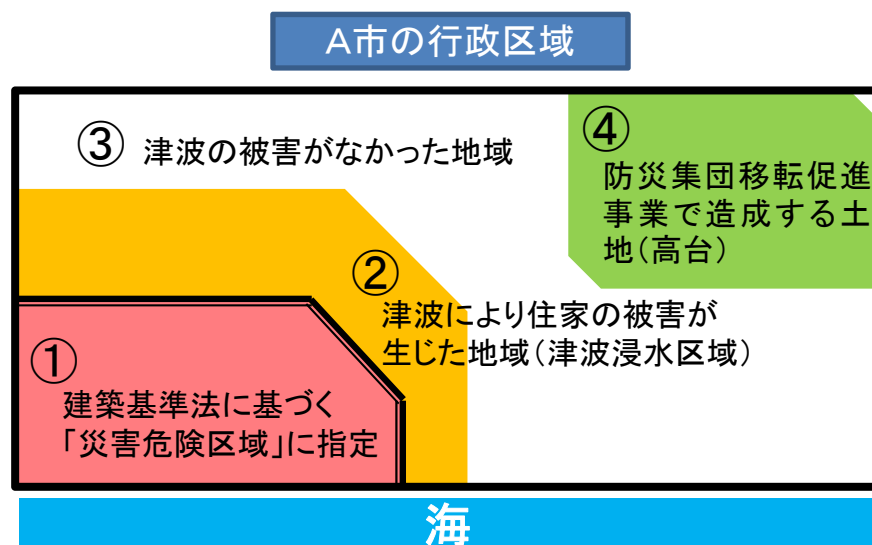 A市の行政区域
③ 津波の被害がなかった地域
④
防災集団移転促進
事業で造成する土
地(高台)
②
津波により住家の被害が
生じた地域(津波浸水区域)
①
建築基準法に基づく
「災害危険区域」に指定
海